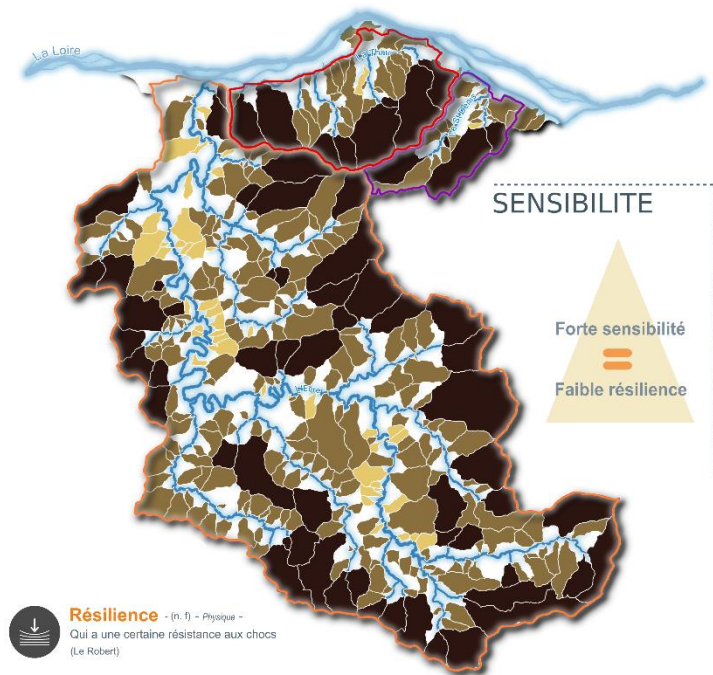 La Loire
SENSIBILITE
Forte sensibilité
=
Faible résilience
Résilience - (n. f) - Physique -
Qui a une certaine résistance aux chocs
(Le Robert)